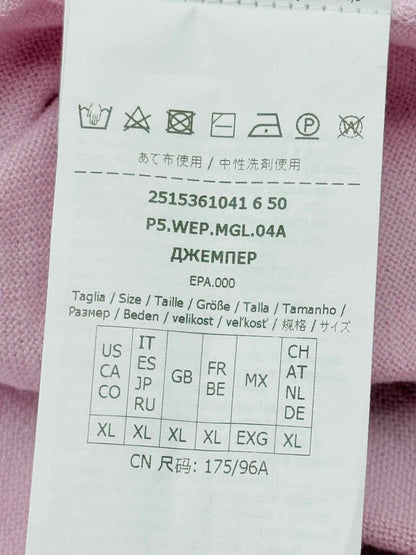 あて布使用 / 中性洗剤使用
2515361041 6 50
P5.WEP.MGL.04A
ДЖЕМПЕР
EPA.000
Taglia / Size / Taille / Größe / Talla / Tamanho /
Размер / Beden / velikost / veľkosť / 规格 / サイズ
US CA CO | IT ES JP RU | GB | FR BE | MX | CH AT NL DE
XL | XL | XL | XL | EXG | XL
CN 尺码: 175/96A